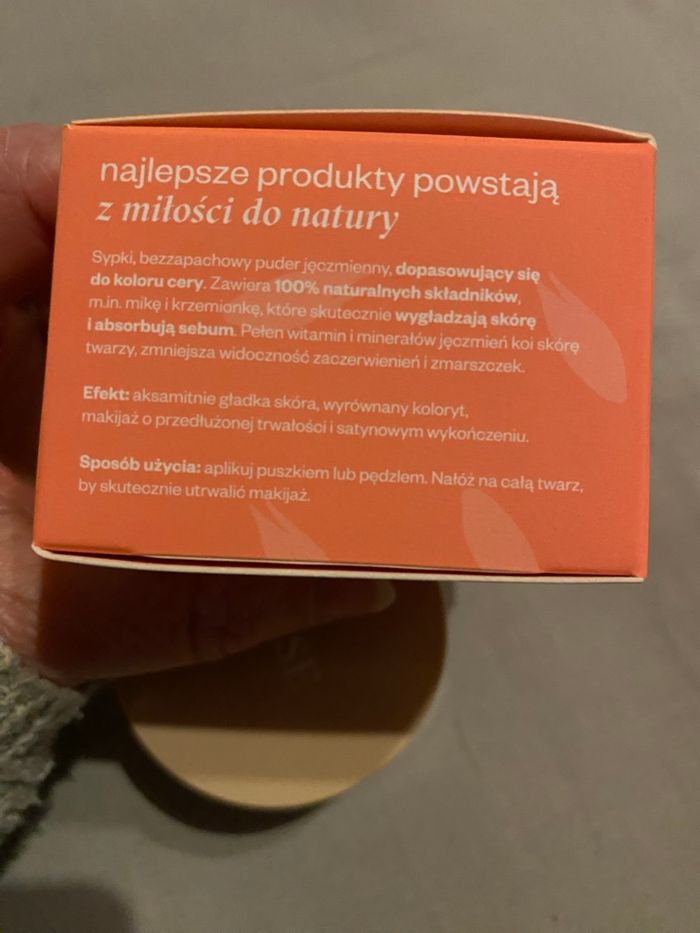 najlepsze produkty powstają
z miłości do natury
Sypki, bezzapachowy puder jęczmienny, dopasowujący się
do koloru cery. Zawiera 100% naturalnych składników,
m.in. mikę i krzemionkę, które skutecznie wygładzają skórę
i absorbują sebum. Pełen witamin i minerałów jęczmień koi skórę
twarzy, zmniejsza widoczność zaczerwienień i zmarszczek.
Efekt: aksamitnie gładka skóra, wyrównany koloryt,
makijaż o przedłużonej trwałości i satynowym wykończeniu.
Sposób użycia: aplikuj puszkiem lub pędzlem. Nałóż na całą twarz,
by skutecznie utrwalić makijaż.